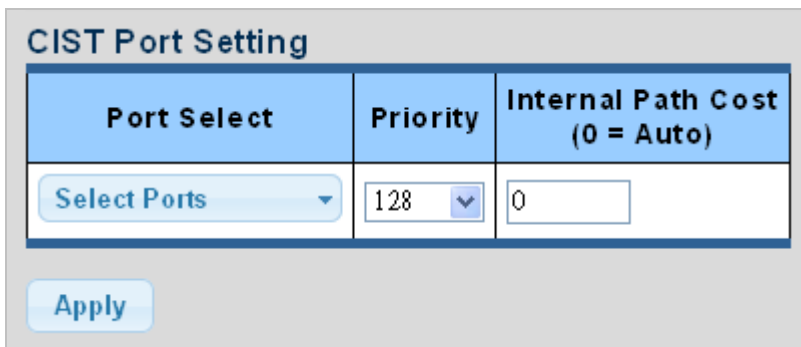 CIST Port Setting
Port Select
Priority
Internal Path Cost
(0 = Auto)
Select Ports
128
0
Apply